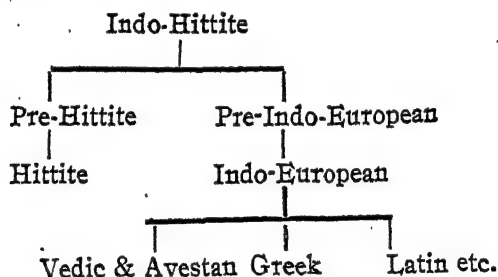 Indo-Hittite
Pre-Hittite Pre-Indo-European
Hittite Indo-European
Vedic & Avestan Greek Latin etc.